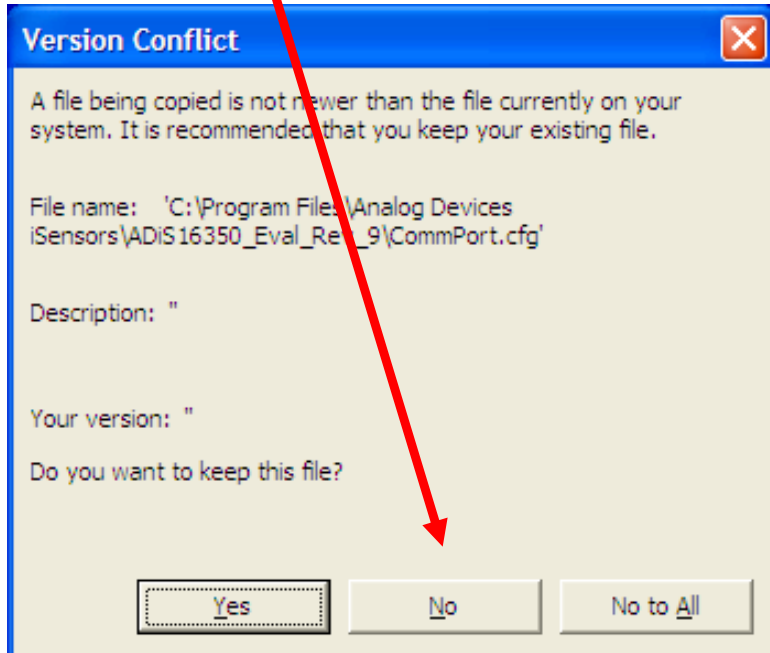 Version Conflict
A file being copied is not newer than the file currently on your
system. It is recommended that you keep your existing file.
File name: 'C:\Program Files\Analog Devices
iSensors\ADiS16350_Eval_Rev_9\CommPort.cfg'
Description: "
Your version: "
Do you want to keep this file?
Yes No No to All